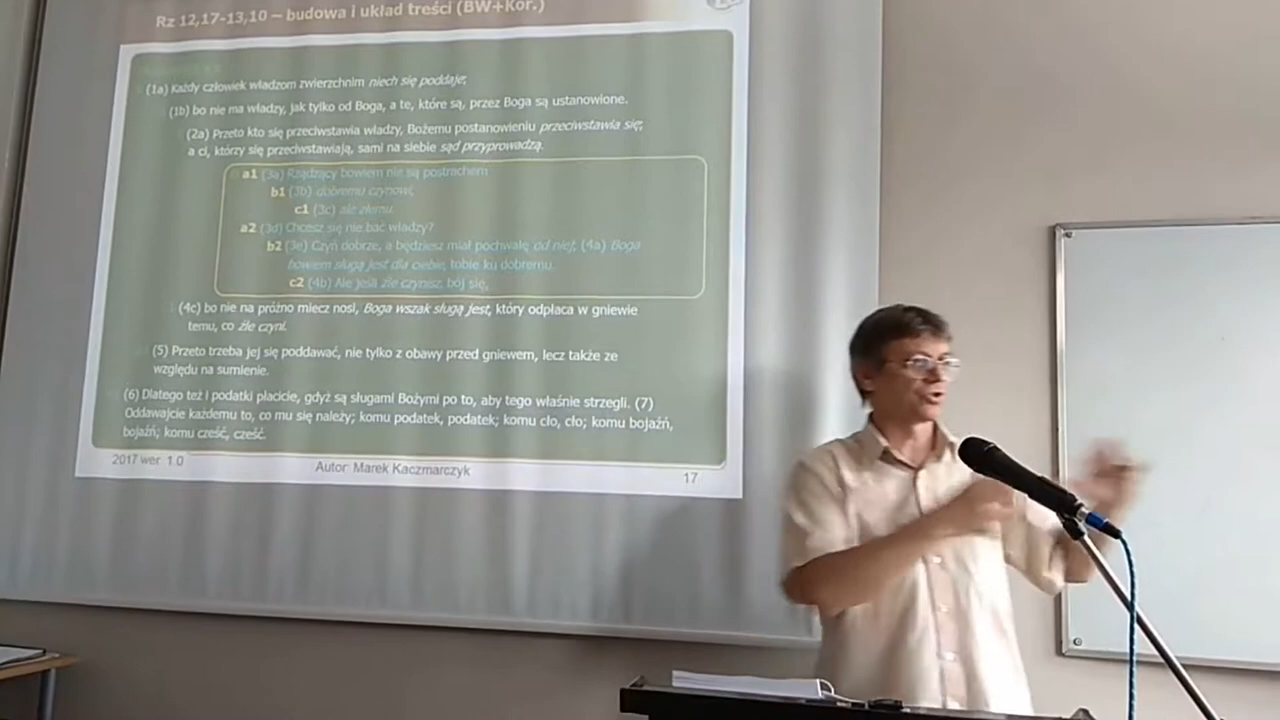 Rz 12,17-13,10 – budowa i układ treści (BW+Kor.)
(1a) Każdy człowiek władzom zwierzchnim niech się poddaje;
(1b) bo nie ma władzy, jak tylko od Boga, a te, które są, przez Boga są ustanowione.
(2a) Przeto kto się przeciwstawia władzy, Bożemu postanowieniu przeciwstawia się;
a ci, którzy się przeciwstawiają, sami na siebie sąd przyprowadzą.
a1 (3a) Rządzący bowiem nie są postrachem
b1 (3b) dobremu czynowi,
c1 (3c) ale złemu.
a2 (3d) Chcesz się nie bać władzy?
b2 (3e) Czyń dobrze, a będziesz miał pochwałę od niej; (4a) Boga
bowiem sługą jest dla ciebie, tobie ku dobremu.
c2 (4b) Ale jeśli źle czynisz, bój się,
(4c) bo nie na próżno miecz nosi, Boga wszak sługą jest, który odpłaca w gniewie
temu, co źle czyni.
(5) Przeto trzeba jej się poddawać, nie tylko z obawy przed gniewem, lecz także ze
względu na sumienie.
(6) Dlatego też i podatki płacicie, gdyż są sługami Bożymi po to, aby tego właśnie strzegli. (7)
Oddawajcie każdemu to, co mu się należy; komu podatek, podatek; komu cło, cło; komu bojaźń,
bojaźń; komu cześć, cześć.
2017 wer. 1.0
Autor: Marek Kaczmarczyk
17